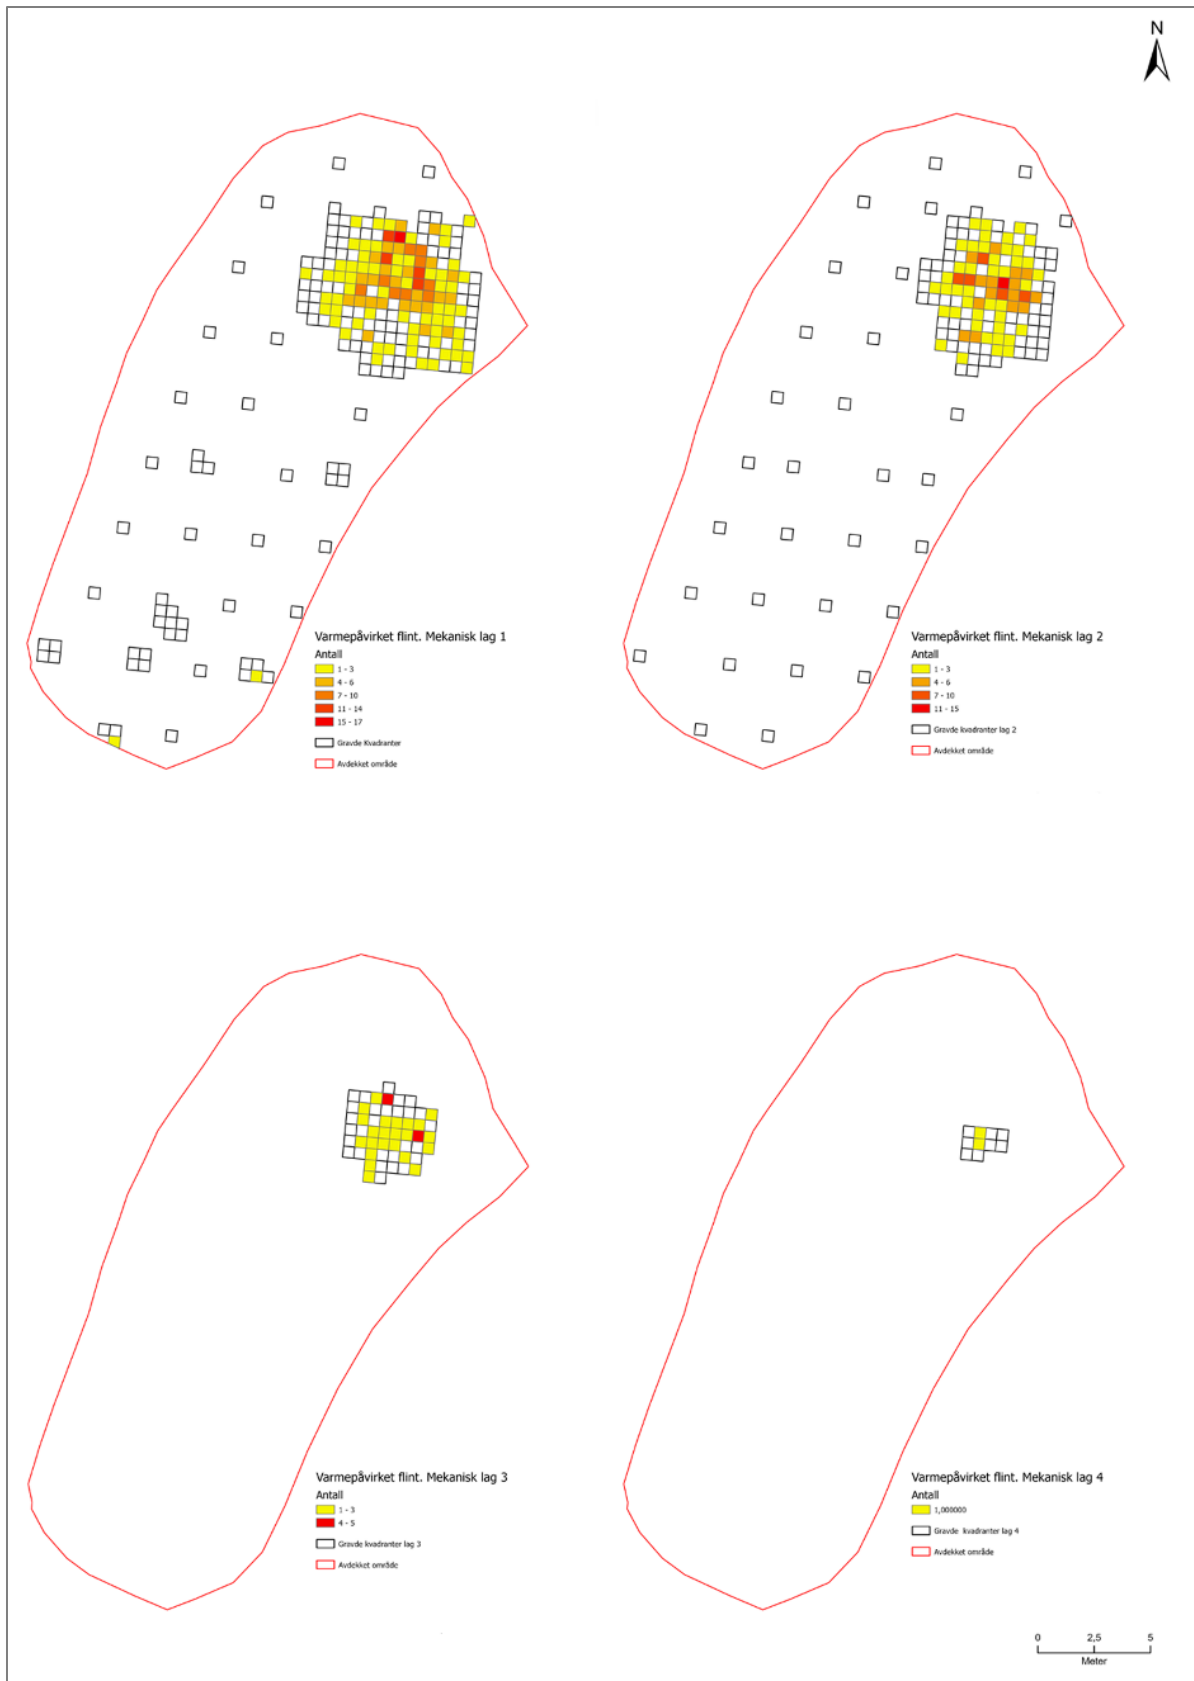 N
Varmepåvirket flint. Mekanisk lag 1
Antall
1 - 3
4 - 6
7 - 10
11 - 14
15 - 17
Gravde Kvadranter
Avdekket område
Varmepåvirket flint. Mekanisk lag 2
Antall
1 - 3
4 - 6
7 - 10
11 - 15
Gravde kvadranter lag 2
Avdekket område
Varmepåvirket flint. Mekanisk lag 3
Antall
1 - 3
4 - 5
Gravde kvadranter lag 3
Avdekket område
Varmepåvirket flint. Mekanisk lag 4
Antall
1,000000
Gravde kvadranter lag 4
Avdekket område
0 2,5 5
Meter